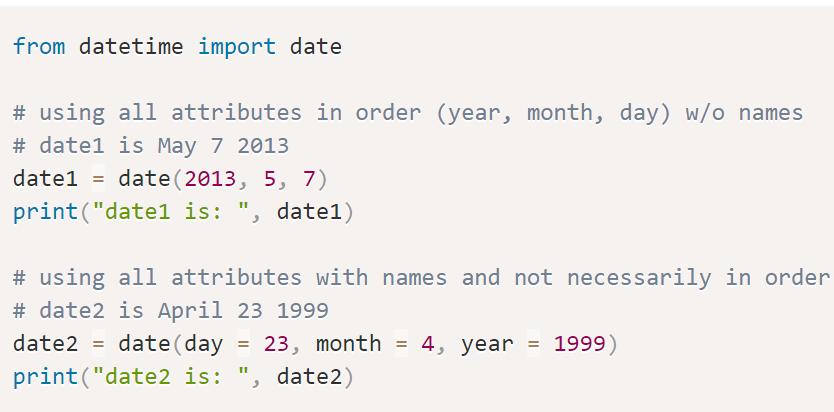 from datetime import date
# using all attributes in order (year, month, day) w/o names
# date1 is May 7 2013
date1 = date(2013, 5, 7)
print("date1 is: ", date1)
# using all attributes with names and not necessarily in order
# date2 is April 23 1999
date2 = date(day = 23, month = 4, year = 1999)
print("date2 is: ", date2)